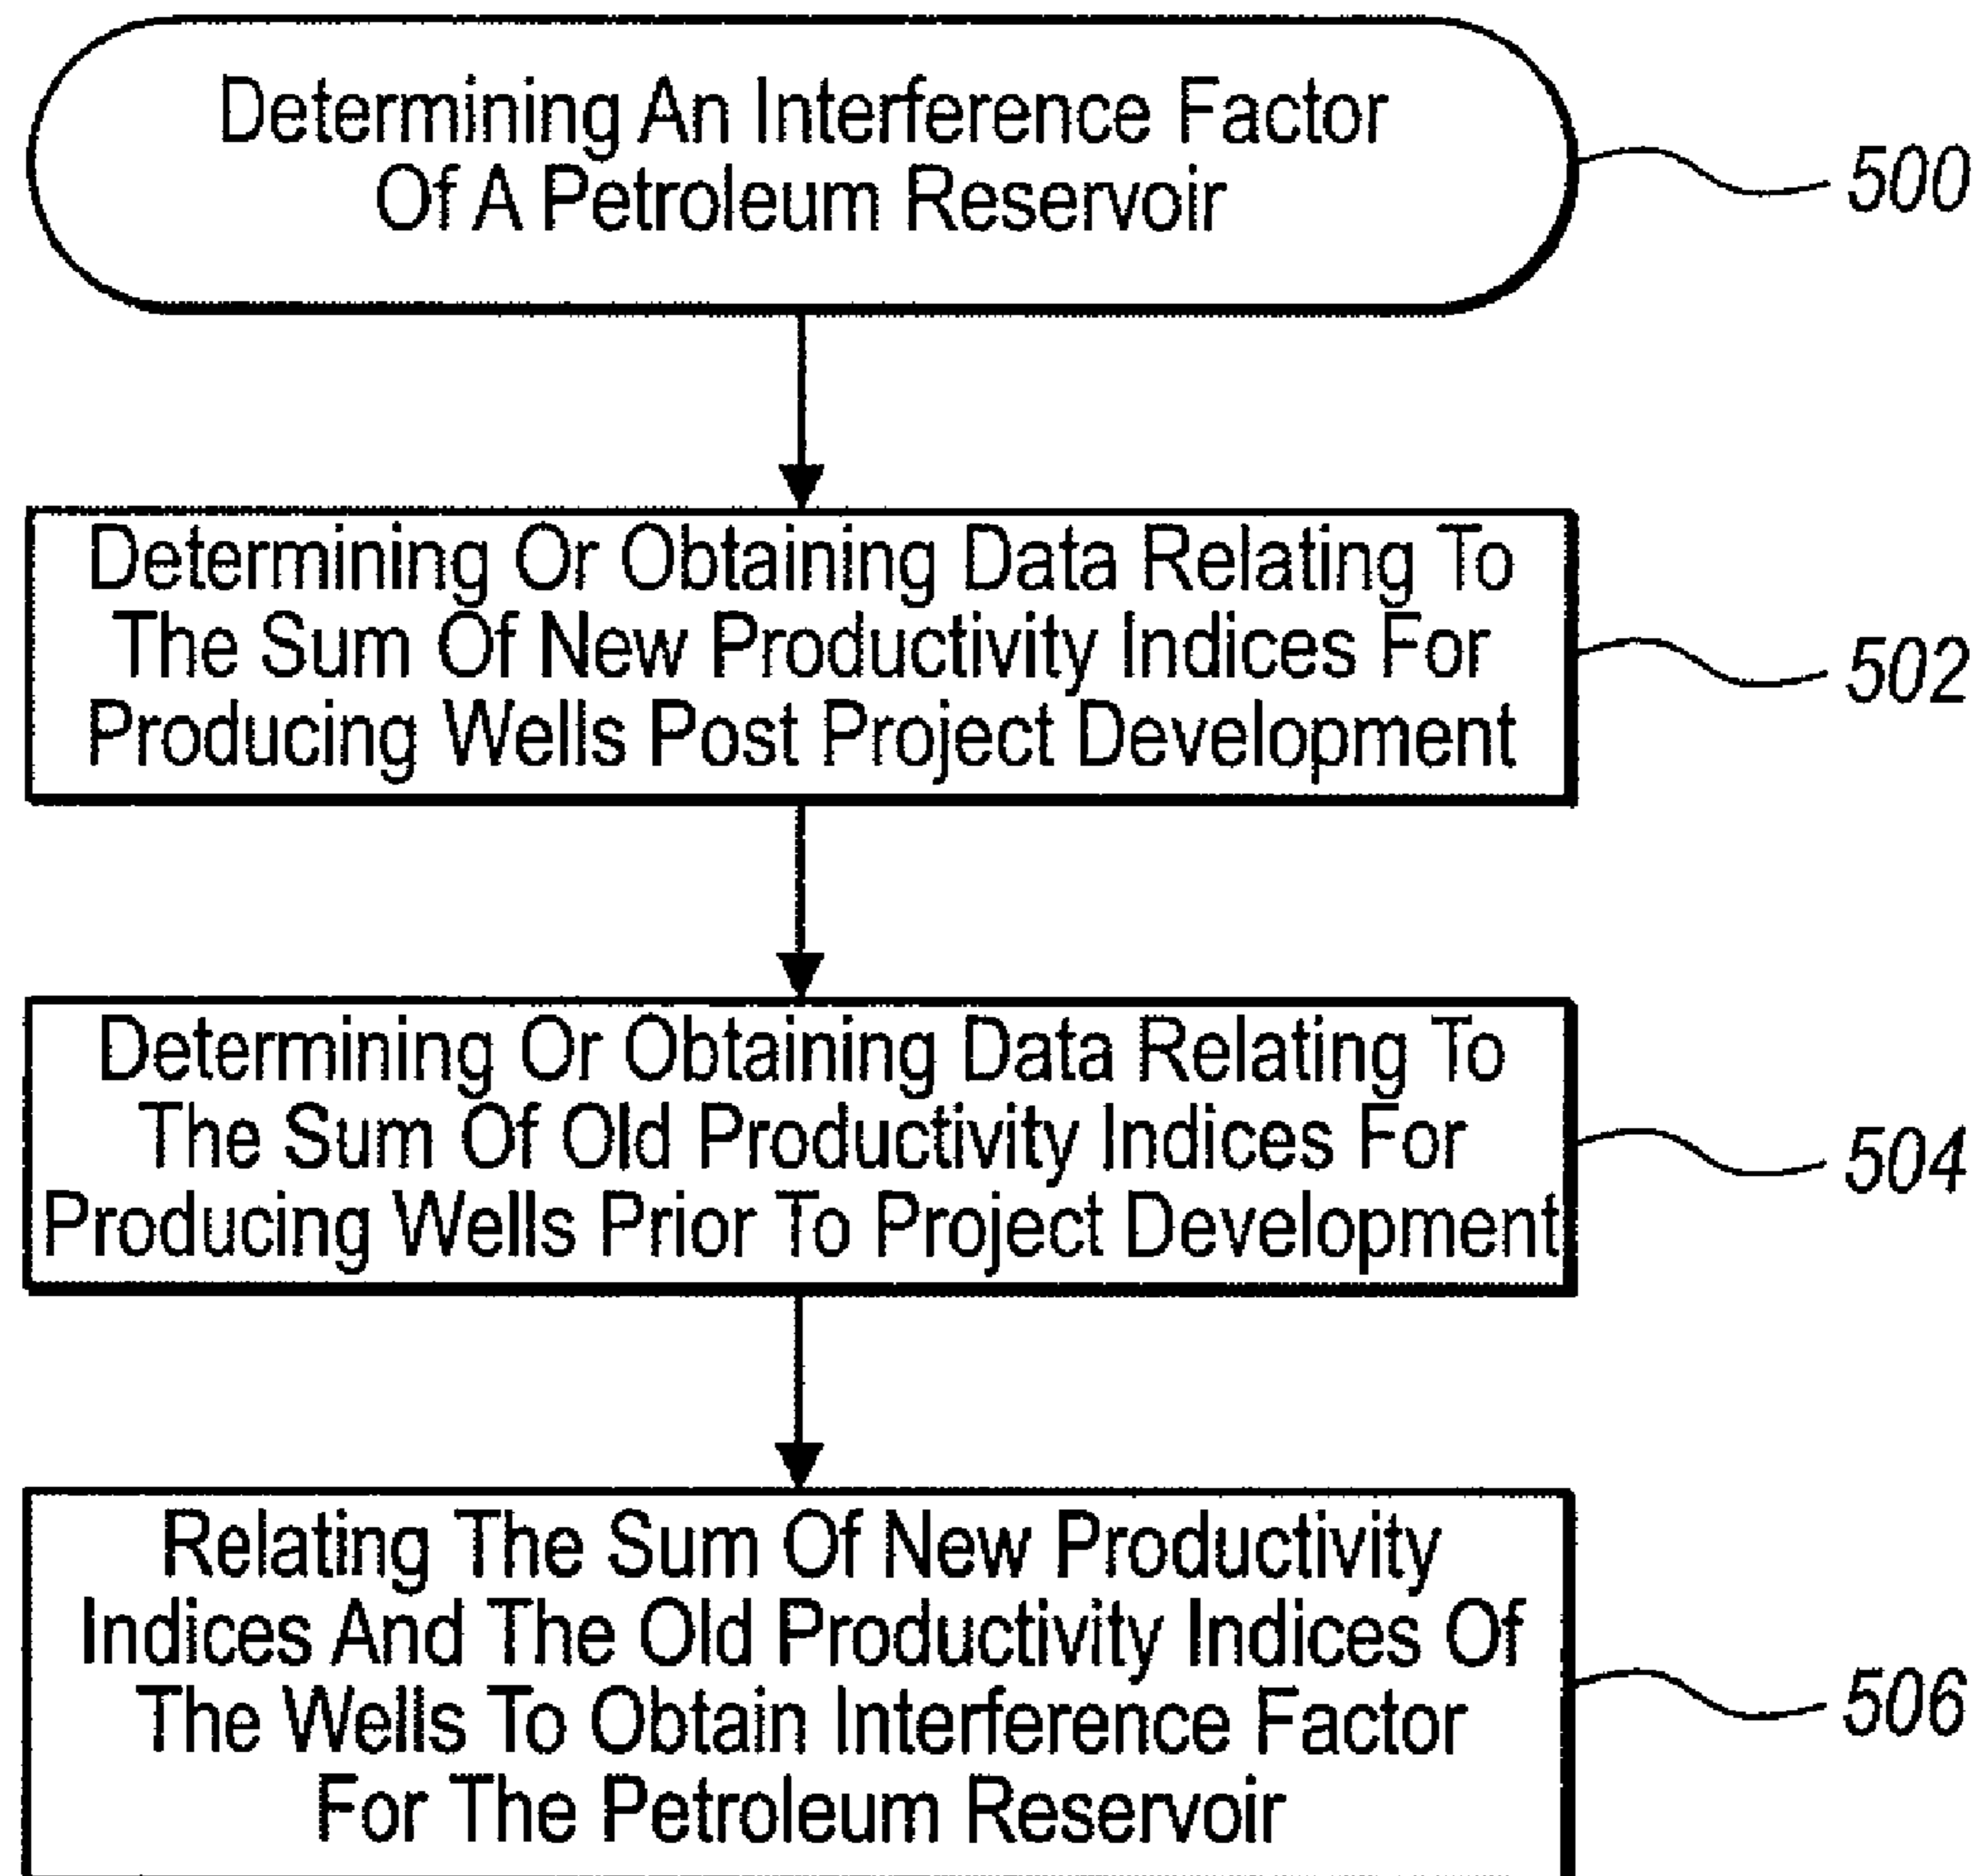 Determining An Interference Factor
Of A Petroleum Reservoir
500
Determining Or Obtaining Data Relating To
The Sum Of New Productivity Indices For
Producing Wells Post Project Development
502
Determining Or Obtaining Data Relating To
The Sum Of Old Productivity Indices For
Producing Wells Prior To Project Development
504
Relating The Sum Of New Productivity
Indices And The Old Productivity Indices Of
The Wells To Obtain Interference Factor
For The Petroleum Reservoir
506